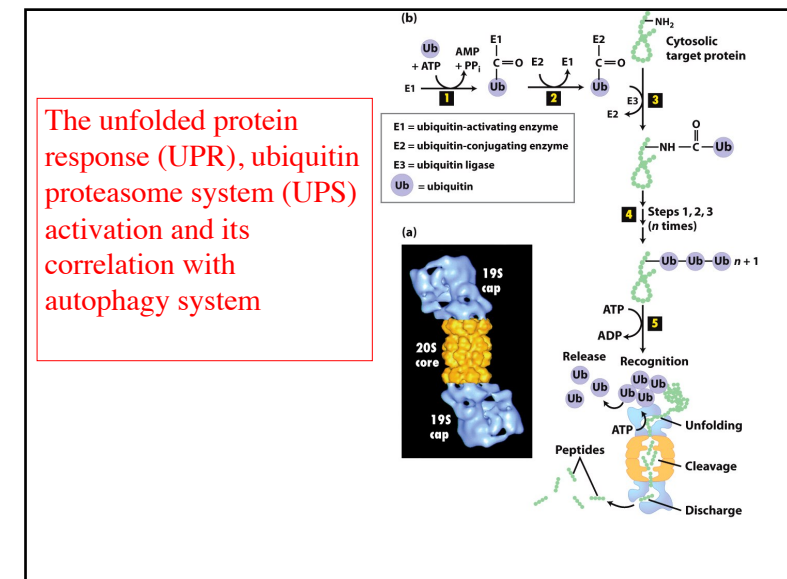 The unfolded protein
response (UPR), ubiquitin
proteasome system (UPS)
activation and its
correlation with
autophagy system
(b)
Ub
+ ATP
AMP
+ PPi
E1
1
E1
C=O
Ub
E2
E1
2
E2
C=O
Ub
NH2
Cytosolic
target protein
E3
E2
3
E1 = ubiquitin-activating enzyme
E2 = ubiquitin-conjugating enzyme
E3 = ubiquitin ligase
Ub = ubiquitin
O
NH—C—Ub
4 Steps 1, 2, 3
(n times)
Ub—Ub—Ub n + 1
(a)
19S
cap
20S
core
19S
cap
ATP
ADP
5
Release
Recognition
Ub
Ub
Ub
Ub
Ub
Ub
Ub
ATP
Unfolding
Cleavage
Discharge
Peptides